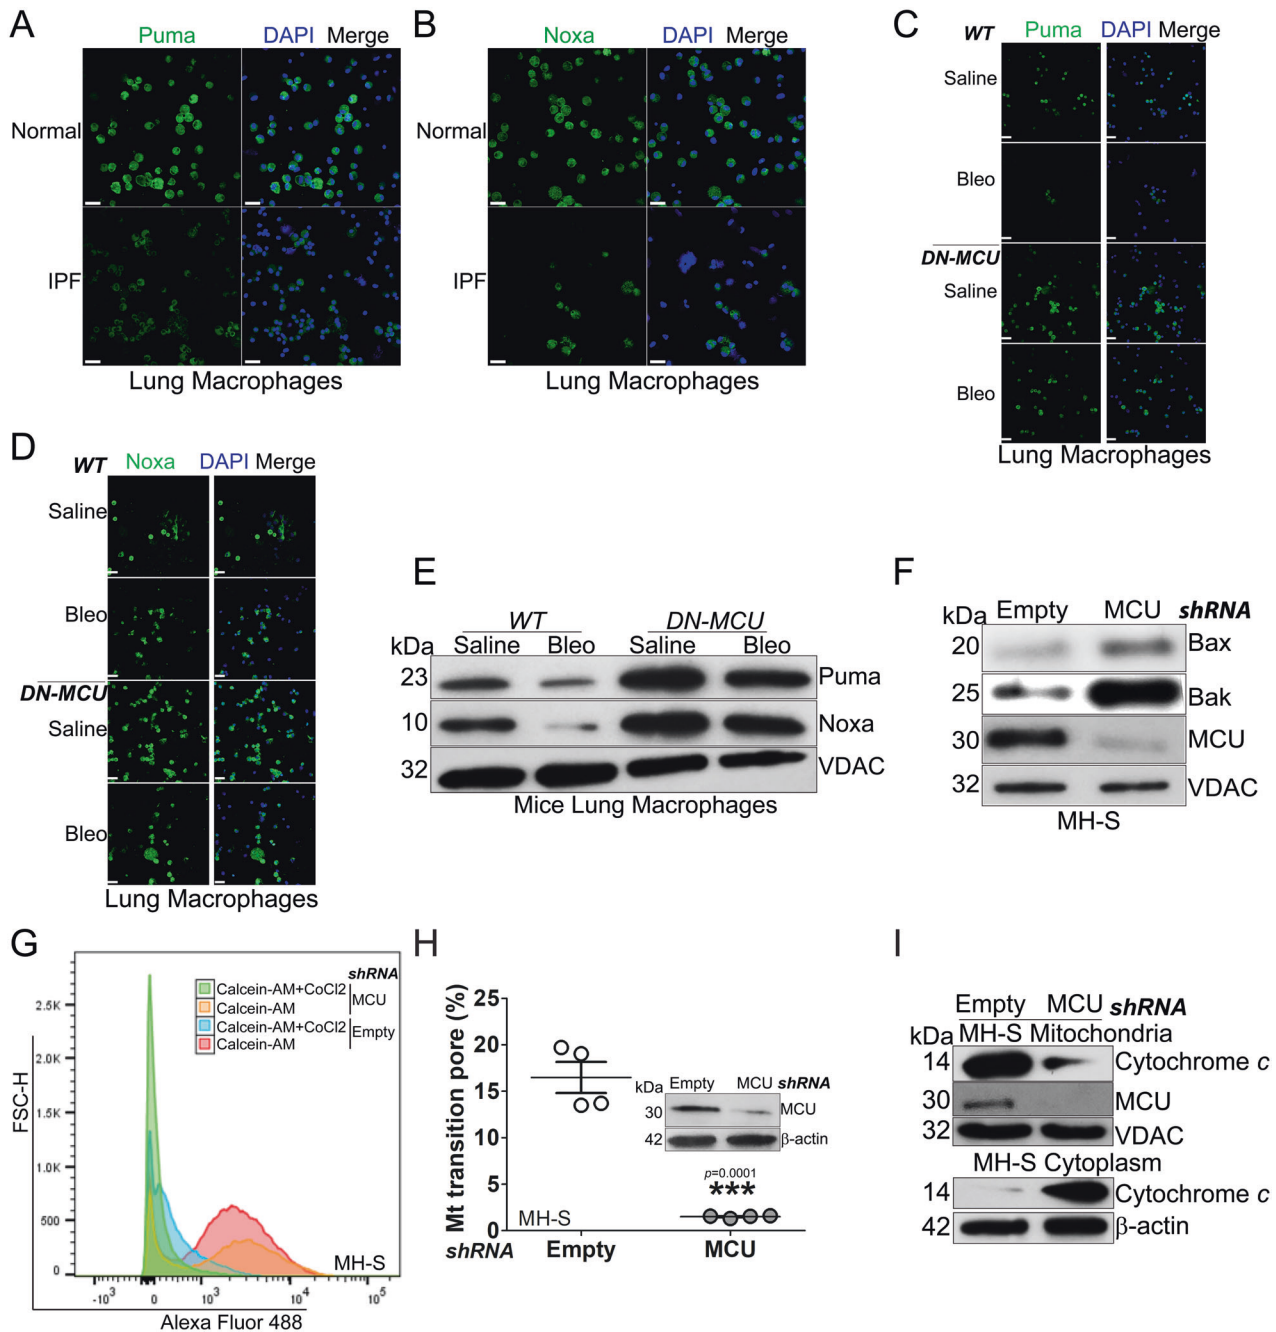 A
Puma DAPI Merge
Normal
IPF
Lung Macrophages
B
Noxa DAPI Merge
Normal
IPF
Lung Macrophages
C
WT Puma DAPI Merge
Saline
Bleo
DN-MCU
Saline
Bleo
Lung Macrophages
D
WT Noxa DAPI Merge
Saline
Bleo
DN-MCU
Saline
Bleo
Lung Macrophages
E
WT DN-MCU
kDa Saline Bleo Saline Bleo
23 Puma
10 Noxa
32 VDAC
Mice Lung Macrophages
F
kDa Empty MCU shRNA
20 Bax
25 Bak
30 MCU
32 VDAC
MH-S
G
shRNA
Calcein-AM+CoCl2
Calcein-AM
MCU
Calcein-AM+CoCl2
Calcein-AM
Empty
FSC-H
2.5K
2.0K
1.5K
1.0K
500
0
MH-S
-10³ 0 10³ 10⁴ 10⁵
Alexa Fluor 488
H
Mt transition pore (%)
25
20
15
10
5
0
kDa Empty MCU shRNA
30 MCU
42 β-actin
p=0.0001
***
MH-S
shRNA Empty MCU
I
Empty MCU shRNA
kDa MH-S Mitochondria
14 Cytochrome c
30 MCU
32 VDAC
MH-S Cytoplasm
14 Cytochrome c
42 β-actin